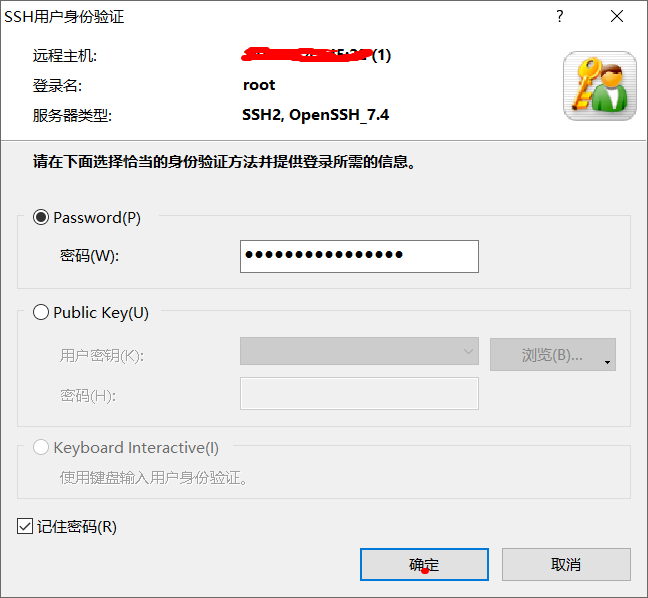 SSH用户身份验证
远程主机: (1)
登录名: root
服务器类型: SSH2, OpenSSH_7.4
请在下面选择恰当的身份验证方法并提供登录所需的信息。
Password(P)
密码(W): ••••••••••••••••
Public Key(U)
用户密钥(K): 浏览(B)...
密码(H):
Keyboard Interactive(I)
使用键盘输入用户身份验证。
记住密码(R)
确定 取消